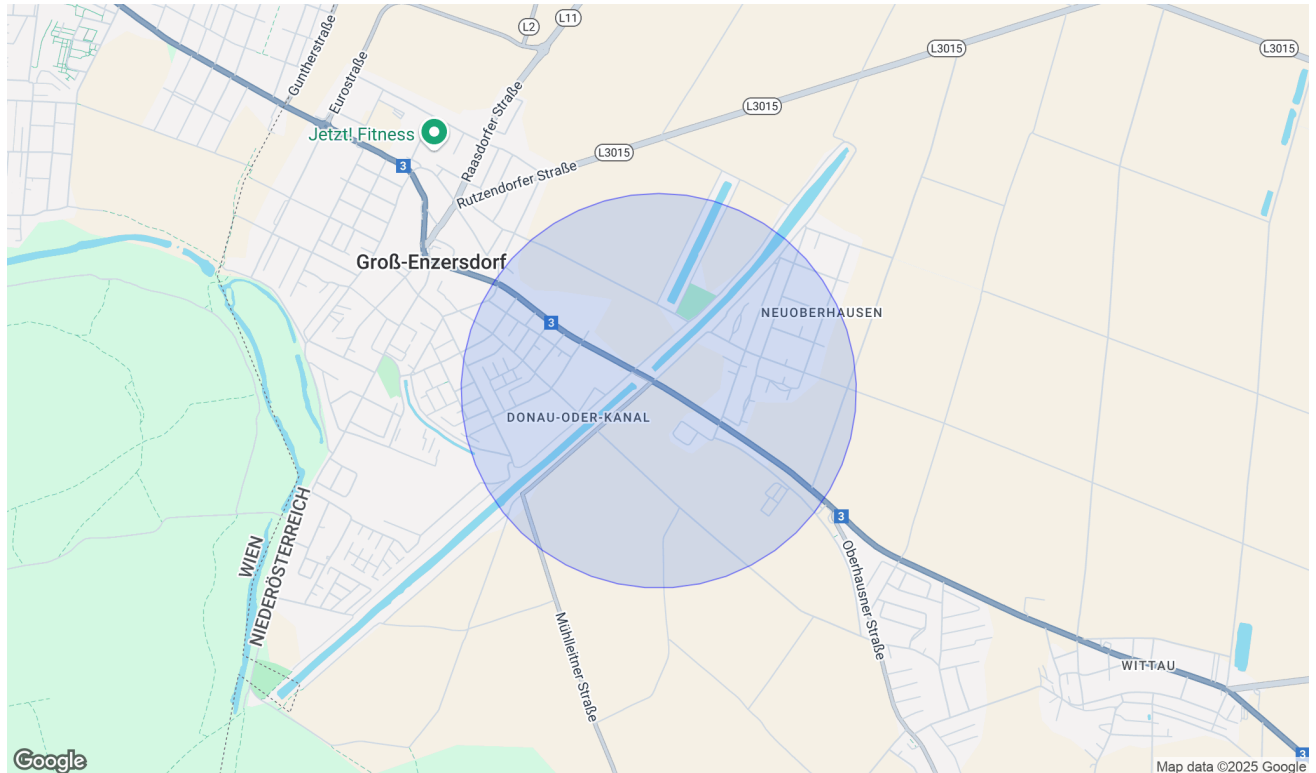 L2
L11
Guntherstraße
Eurostraße
L3015
L3015
Raasdorfer Straße
L3015
Jetzt! Fitness
3
L3015
Rutzendorfer Straße
Groß-Enzersdorf
3
NEUOBERHAUSEN
DONAU-ODER-KANAL
3
WIEN
NIEDERÖSTERREICH
Oberhausner Straße
Mühlleitner Straße
WITTAU
3
Google
Map data ©2025 Google